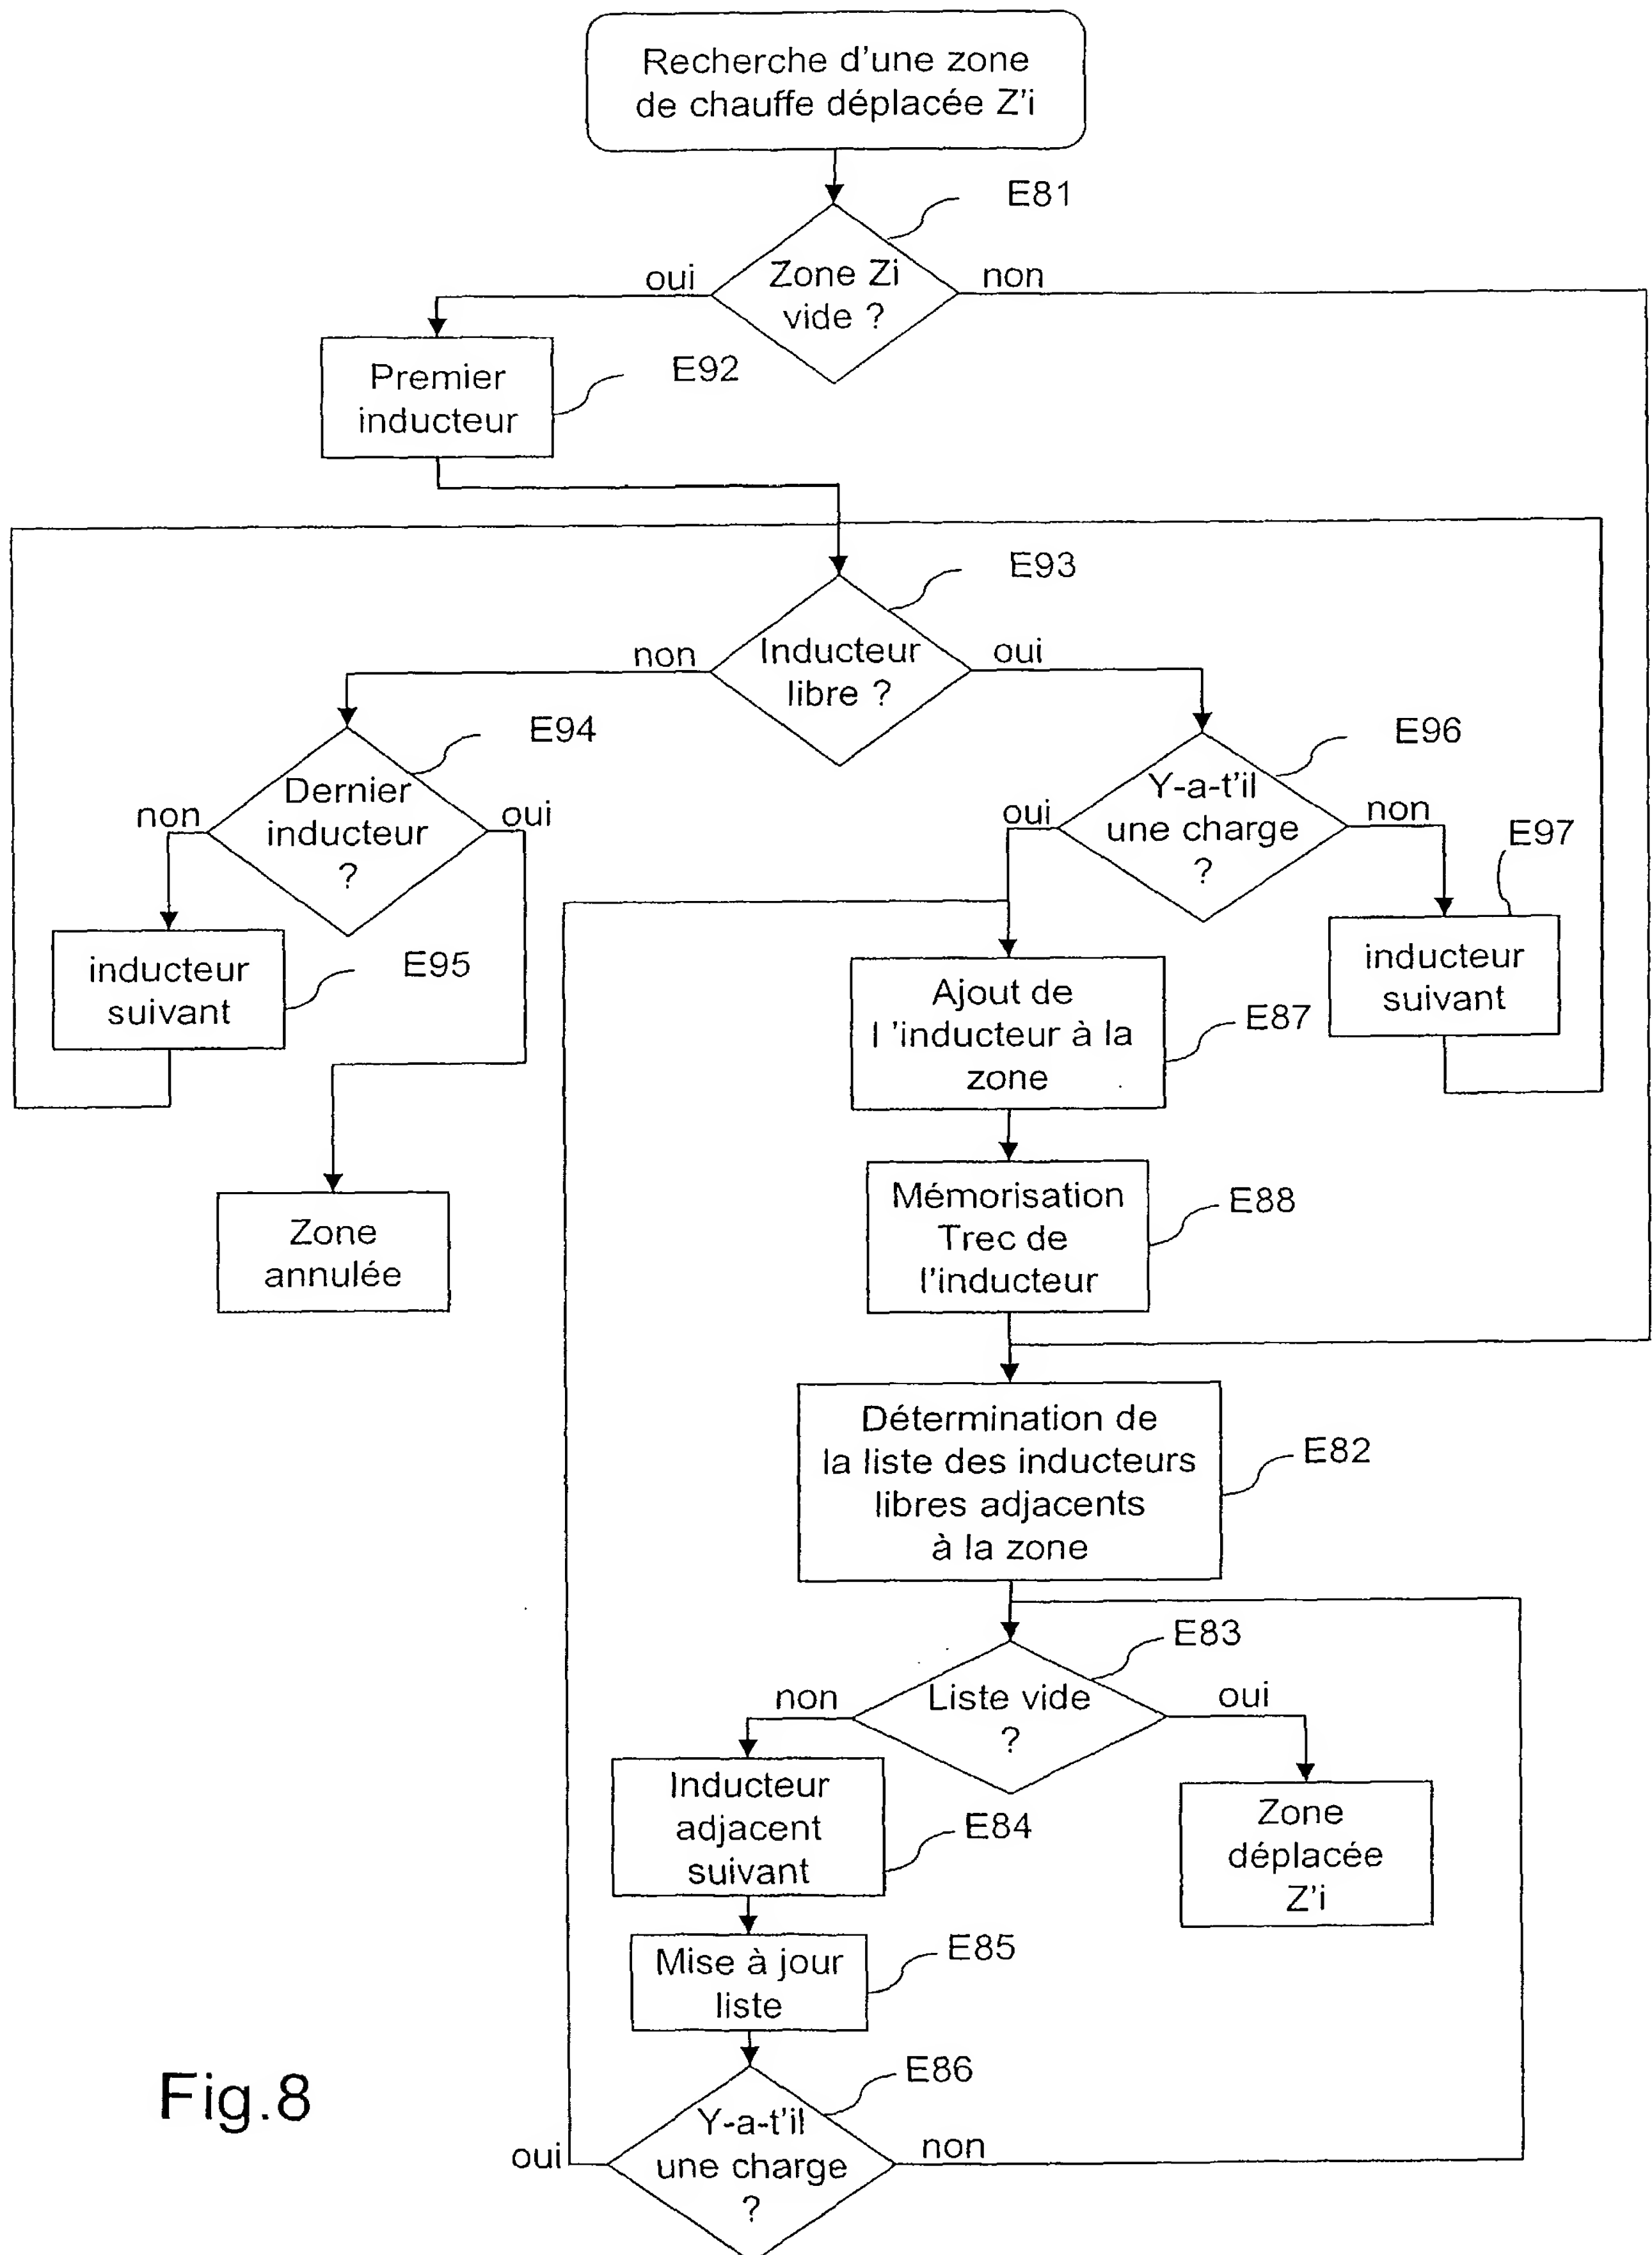 Recherche d'une zone
de chauffe déplacée Z'i
E81
oui
Zone Zi
vide ?
non
Premier
inducteur
E92
E93
non
Inducteur
libre ?
oui
E94
E96
non
Dernier
inducteur
?
oui
oui
Y-a-t'il
une charge
?
non
E97
inducteur
suivant
E95
Ajout de
l 'inducteur à la
zone
E87
inducteur
suivant
Zone
annulée
Mémorisation
Trec de
l'inducteur
E88
Détermination de
la liste des inducteurs
libres adjacents
à la zone
E82
E83
non
Liste vide
?
oui
Inducteur
adjacent
suivant
E84
Zone
déplacée
Z'i
Mise à jour
liste
E85
E86
oui
Y-a-t'il
une charge
?
non
Fig.8